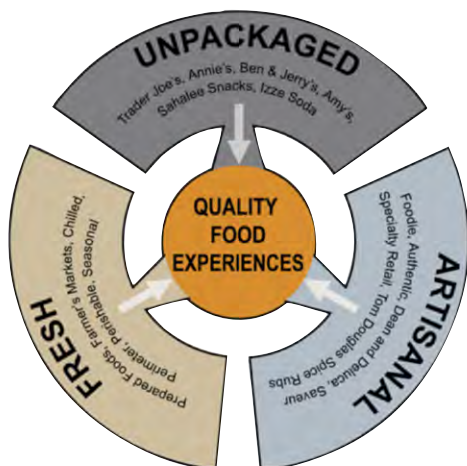 UNPACKAGED
Trader Joe's, Annie's, Ben & Jerry's, Amy's,
Sahalee Snacks, Izze Soda
QUALITY
FOOD
EXPERIENCES
FRESH
Prepared Foods, Farmer's Markets, Chilled,
Perimeter, Perishable, Seasonal
ARTISANAL
Foodie, Authentic, Dean and Deluca, Saveur
Specialty Retail, Tom Douglas Spice Rubs